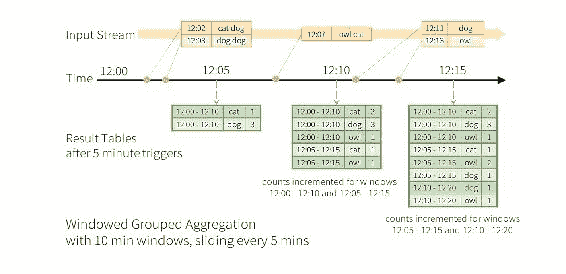 Input Stream
12:02 cat dog
12:03 dog dog
12:07 owl cat
12:11 dog
12:13 owl
Time
12:00
12:05
12:10
12:15
Result Tables
after 5 minute triggers
12:00 - 12:10 cat 1
12:00 - 12:10 dog 3
12:00 - 12:10 cat 2
12:00 - 12:10 dog 3
12:00 - 12:10 owl 1
12:05 - 12:15 cat 1
12:05 - 12:15 owl 1
counts incremented for windows
12:00 - 12:10 and 12:05 - 12:15
12:00 - 12:10 cat 2
12:00 - 12:10 dog 3
12:00 - 12:10 owl 1
12:05 - 12:15 cat 1
12:05 - 12:15 owl 2
12:05 - 12:15 dog 1
12:10 - 12:20 dog 1
12:10 - 12:20 owl 1
counts incremented for windows
12:05 - 12:15 and 12:10 - 12:20
Windowed Grouped Aggregation
with 10 min windows, sliding every 5 mins